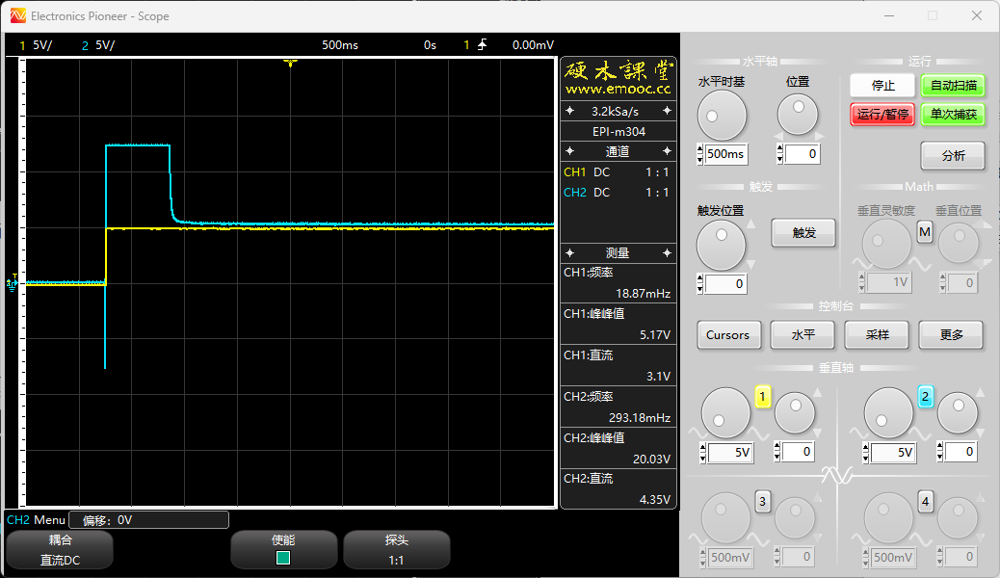 Electronics Pioneer - Scope
1 5V/ 2 5V/ 500ms 0s 1 0.00mV
硬木課堂
www.emooc.cc
3.2kSa/s
EPI-m304
通道
CH1 DC 1 : 1
CH2 DC 1 : 1
测量
CH1:频率
18.87mHz
CH1:峰峰值
5.17V
CH1:直流
3.1V
CH2:频率
293.18mHz
CH2:峰峰值
20.03V
CH2:直流
4.35V
T
CH2 Menu 偏移: 0V
耦合
直流DC
使能
探头
1:1
水平轴
水平时基 位置
500ms 0
运行
停止 自动扫描
运行/暂停 单次捕获
分析
触发
触发位置
触发
0
Math
垂直灵敏度 垂直位置
M
1V 0
控制台
Cursors 水平 采样 更多
垂直轴
1 2
5V 0 5V 0
3 4
500mV 0 500mV 0